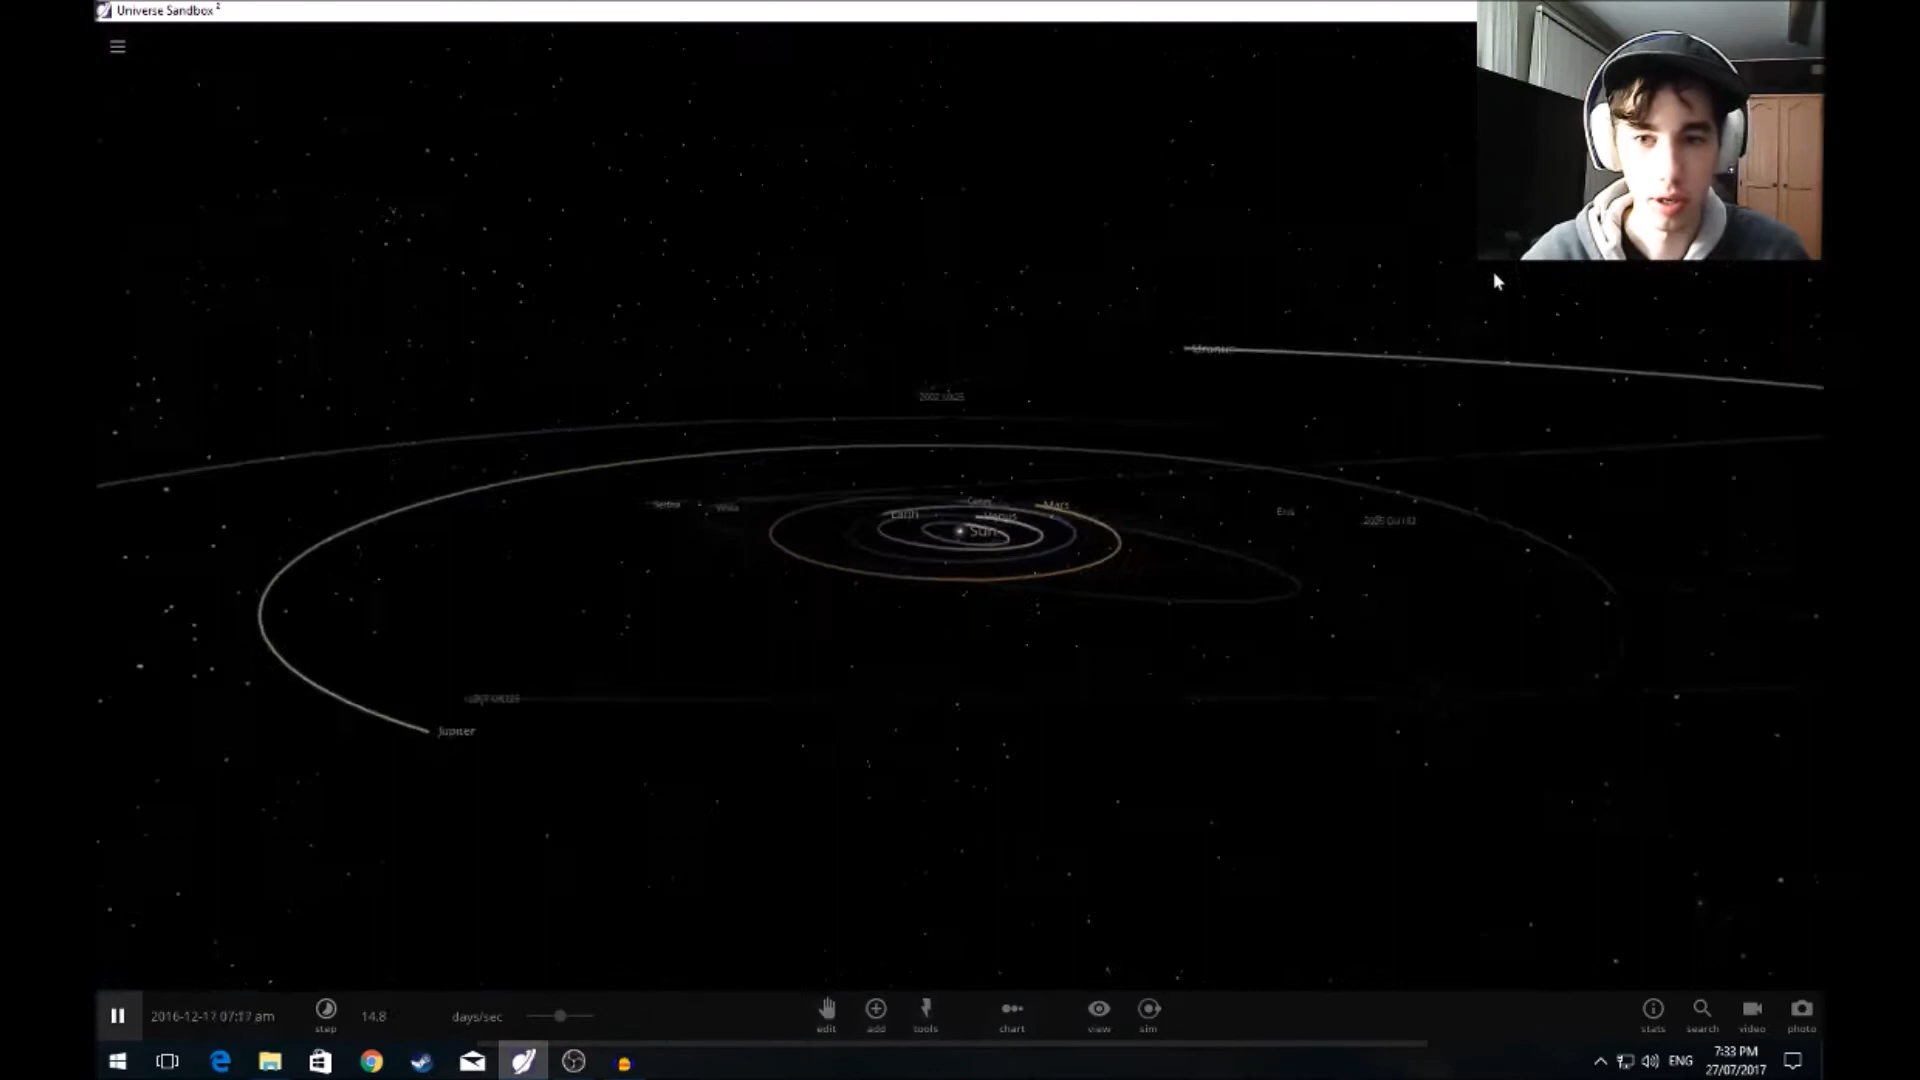 Universe Sandbox ²
Mars
Earth
Venus
Sun
Eris
Jupiter
2016-12-17 07:17 am
step
14.8
days/sec
edit
add
tools
chart
view
sim
stats
search
video
photo
ENG
7:33 PM
27/07/2017